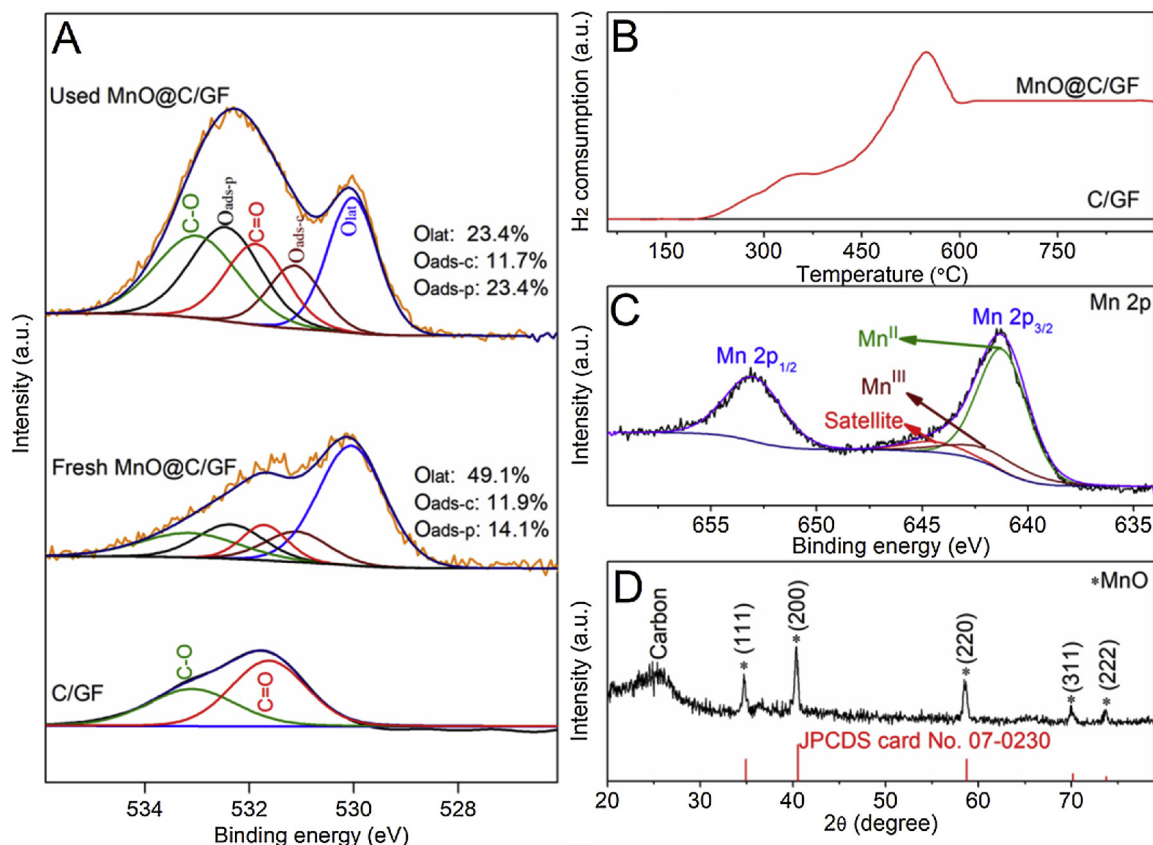 A
Used MnO@C/GF
C-O
Oads-p
C=O
Oads-c
Olat
Olat: 23.4%
Oads-c: 11.7%
Oads-p: 23.4%
Fresh MnO@C/GF
Olat: 49.1%
Oads-c: 11.9%
Oads-p: 14.1%
C/GF
C-O
C=O
Intensity (a.u.)
534 532 530 528
Binding energy (eV)
B
MnO@C/GF
C/GF
H2 comsumption (a.u.)
150 300 450 600 750
Temperature (°C)
C
Mn 2p
Mn 2p1/2
Mn 2p3/2
MnII
MnIII
Satellite
Intensity (a.u.)
655 650 645 640 635
Binding energy (eV)
D
*MnO
Carbon
*(111)
*(200)
*(220)
*(311)
*(222)
JPCDS card No. 07-0230
Intensity (a.u.)
20 30 40 50 60 70
2θ (degree)